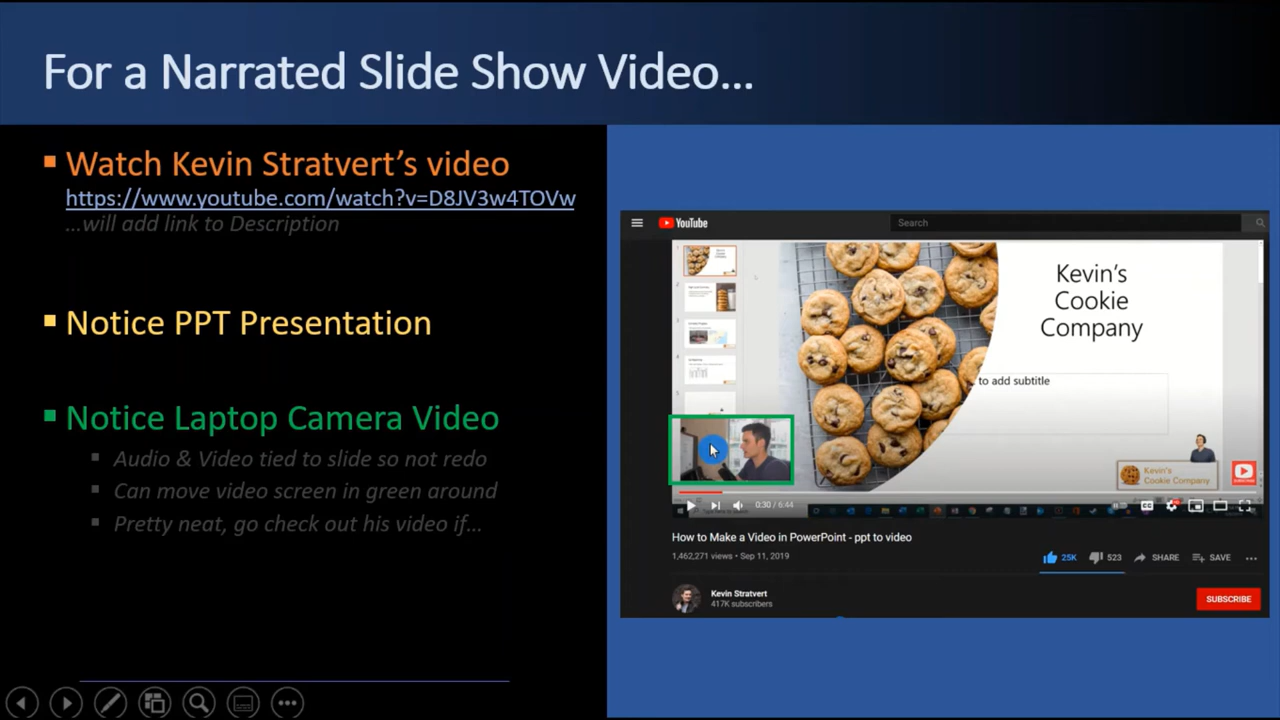 For a Narrated Slide Show Video...
Watch Kevin Stratvert's video
https://www.youtube.com/watch?v=D8JV3w4TOVw
...will add link to Description
Notice PPT Presentation
Notice Laptop Camera Video
Audio & Video tied to slide so not redo
Can move video screen in green around
Pretty neat, go check out his video if...
YouTube
Search
Kevin's
Cookie
Company
to add subtitle
Kevin's
Cookie Company
0:30 / 6:44
CC
How to Make a Video in PowerPoint - ppt to video
1,462,271 views • Sep 11, 2019
25K
523
SHARE
SAVE
Kevin Stratvert
417K subscribers
SUBSCRIBE